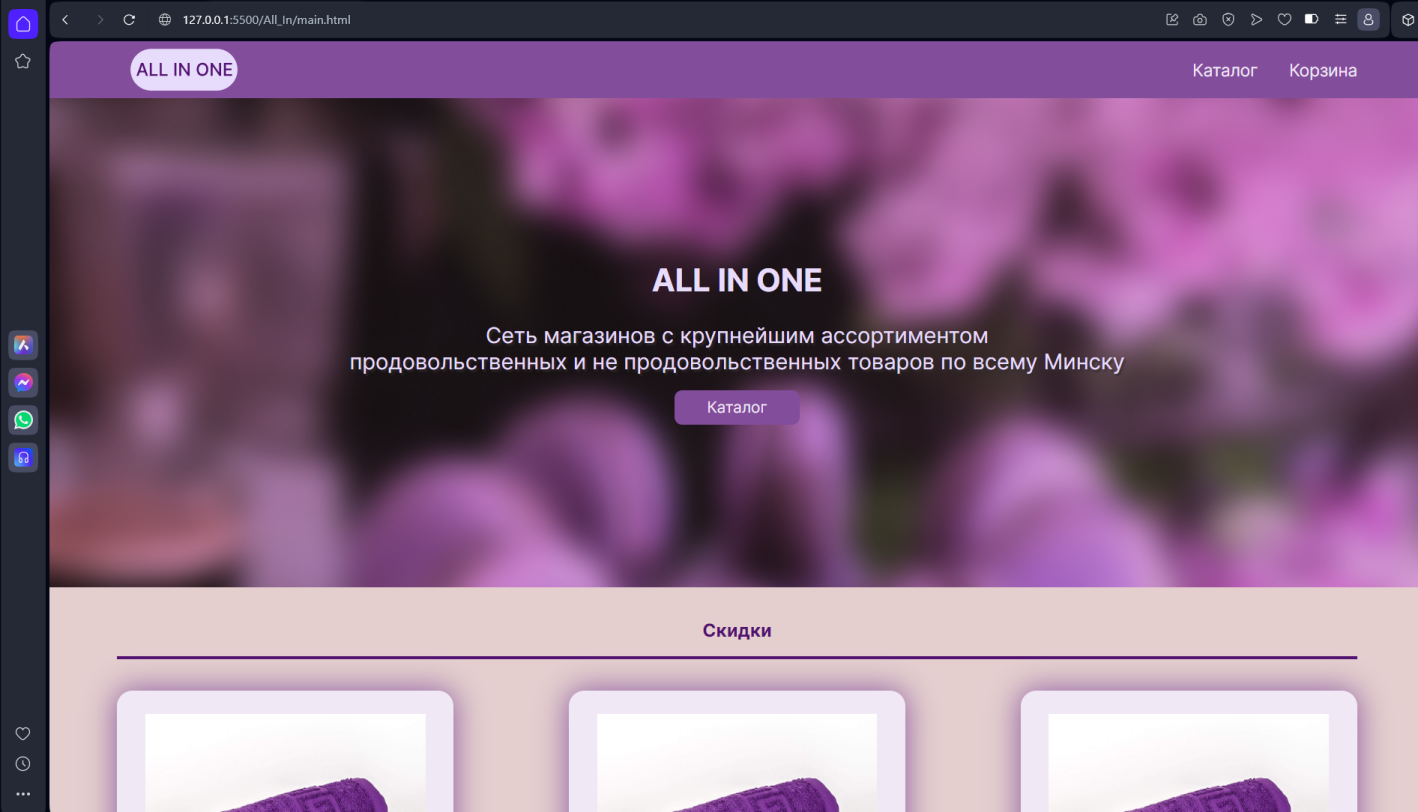 127.0.0.1:5500/All_In/main.html
ALL IN ONE
Каталог
Корзина
ALL IN ONE
Сеть магазинов с крупнейшим ассортиментом
продовольственных и не продовольственных товаров по всему Минску
Каталог
Скидки